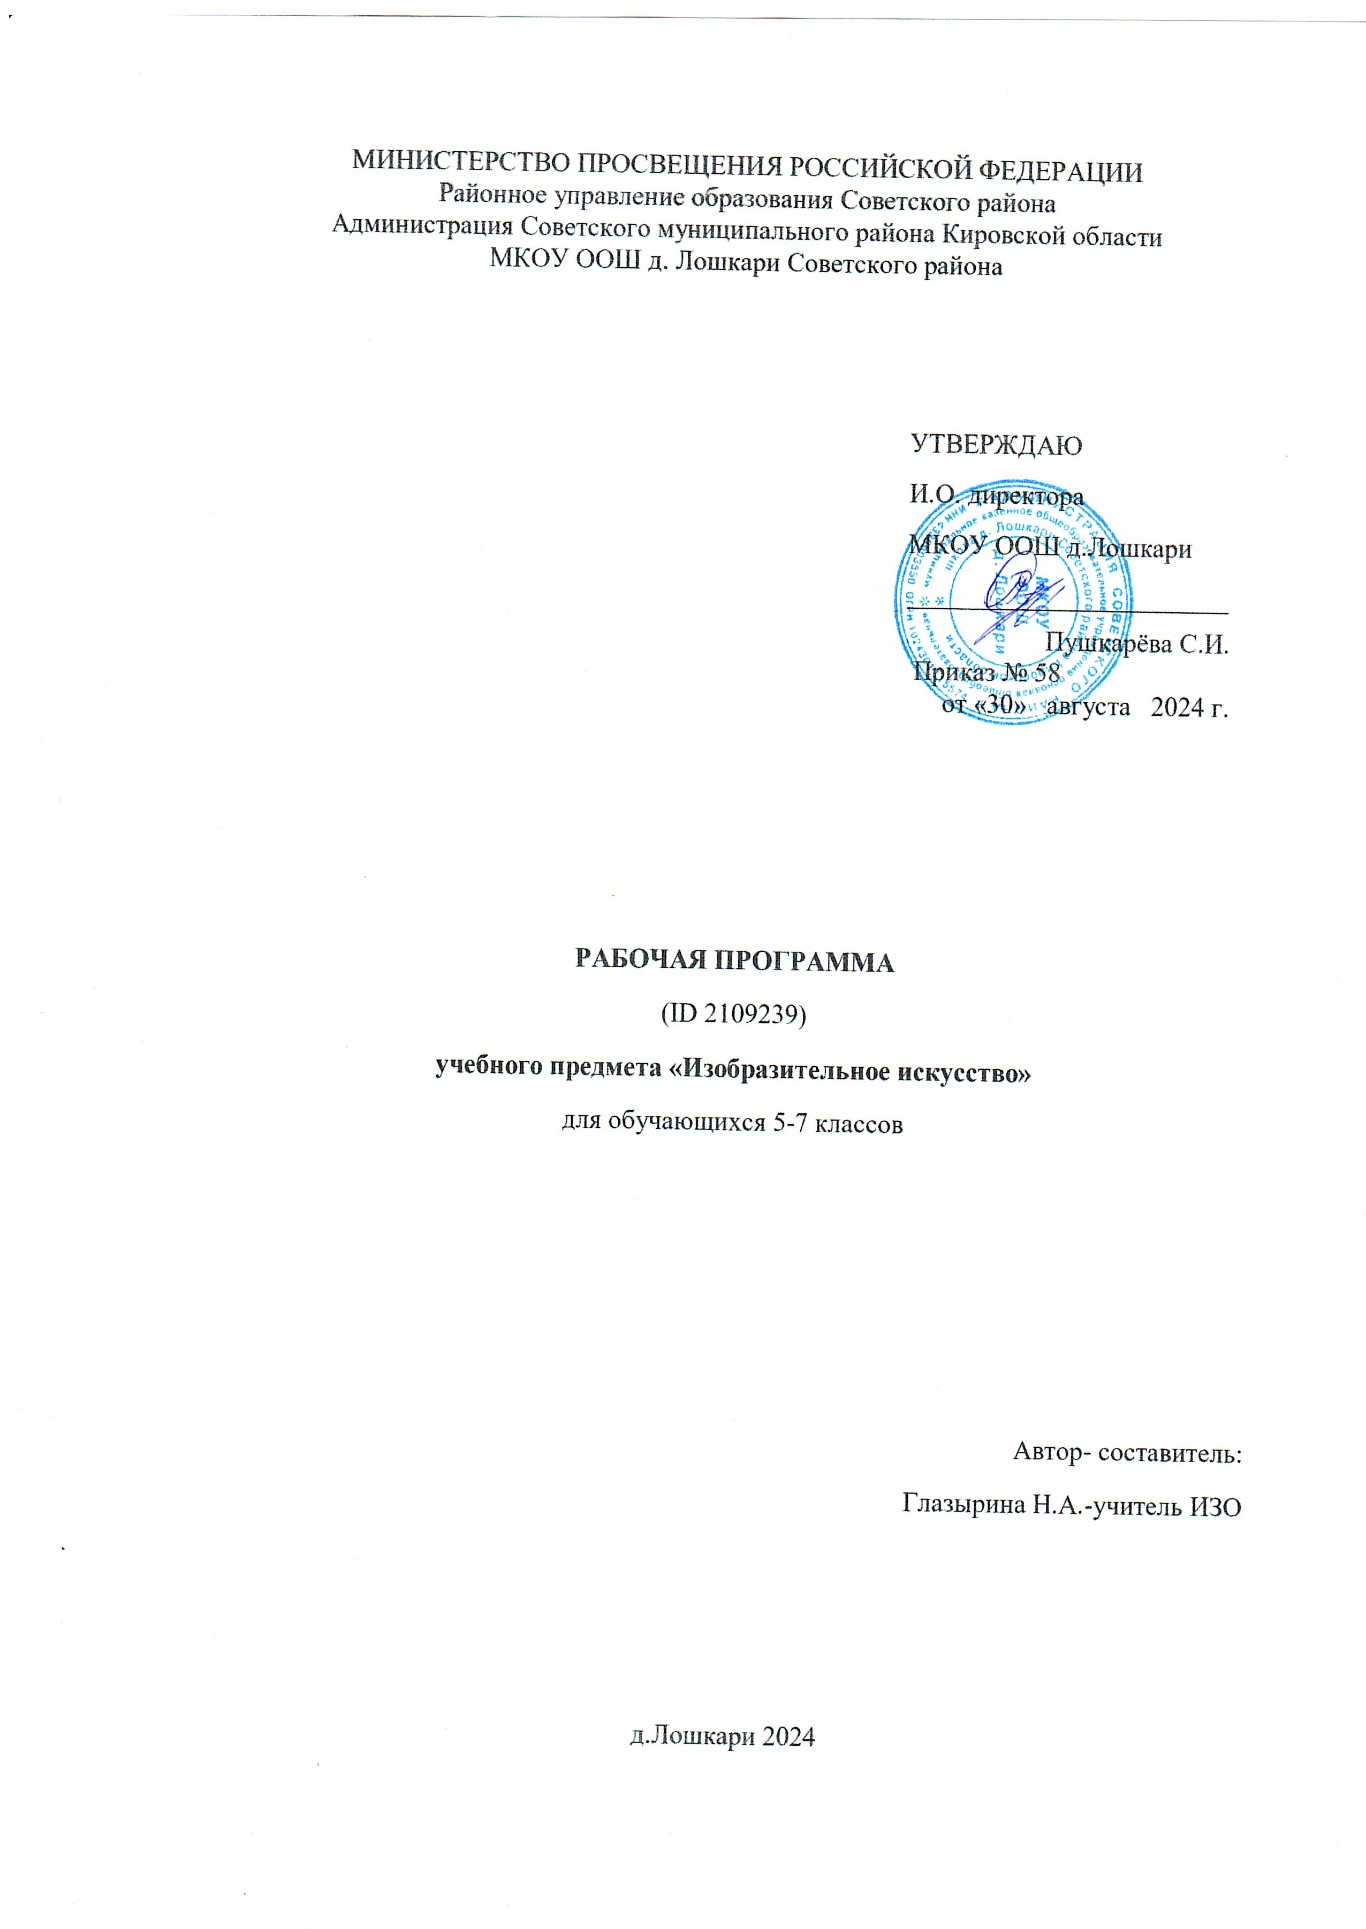 МИНИСТЕРСТВО ПРОСВЕЩЕНИЯ РОССИЙСКОЙ ФЕДЕРАЦИИ
Районное управление образования Советского района
Администрация Советского муниципального района Кировской области
МКОУ ООШ д. Лошкари Советского района
УТВЕРЖДАЮ
И.О. директора
МКОУ ООШ д.Лошкари
Пушкарёва С.И.
Приказ № 58
от «30» августа 2024 г.
МКОУ
д. Лошкари
РАБОЧАЯ ПРОГРАММА
(ID 2109239)
учебного предмета «Изобразительное искусство»
для обучающихся 5-7 классов
Автор- составитель:
Глазырина Н.А.-учитель ИЗО
д.Лошкари 2024